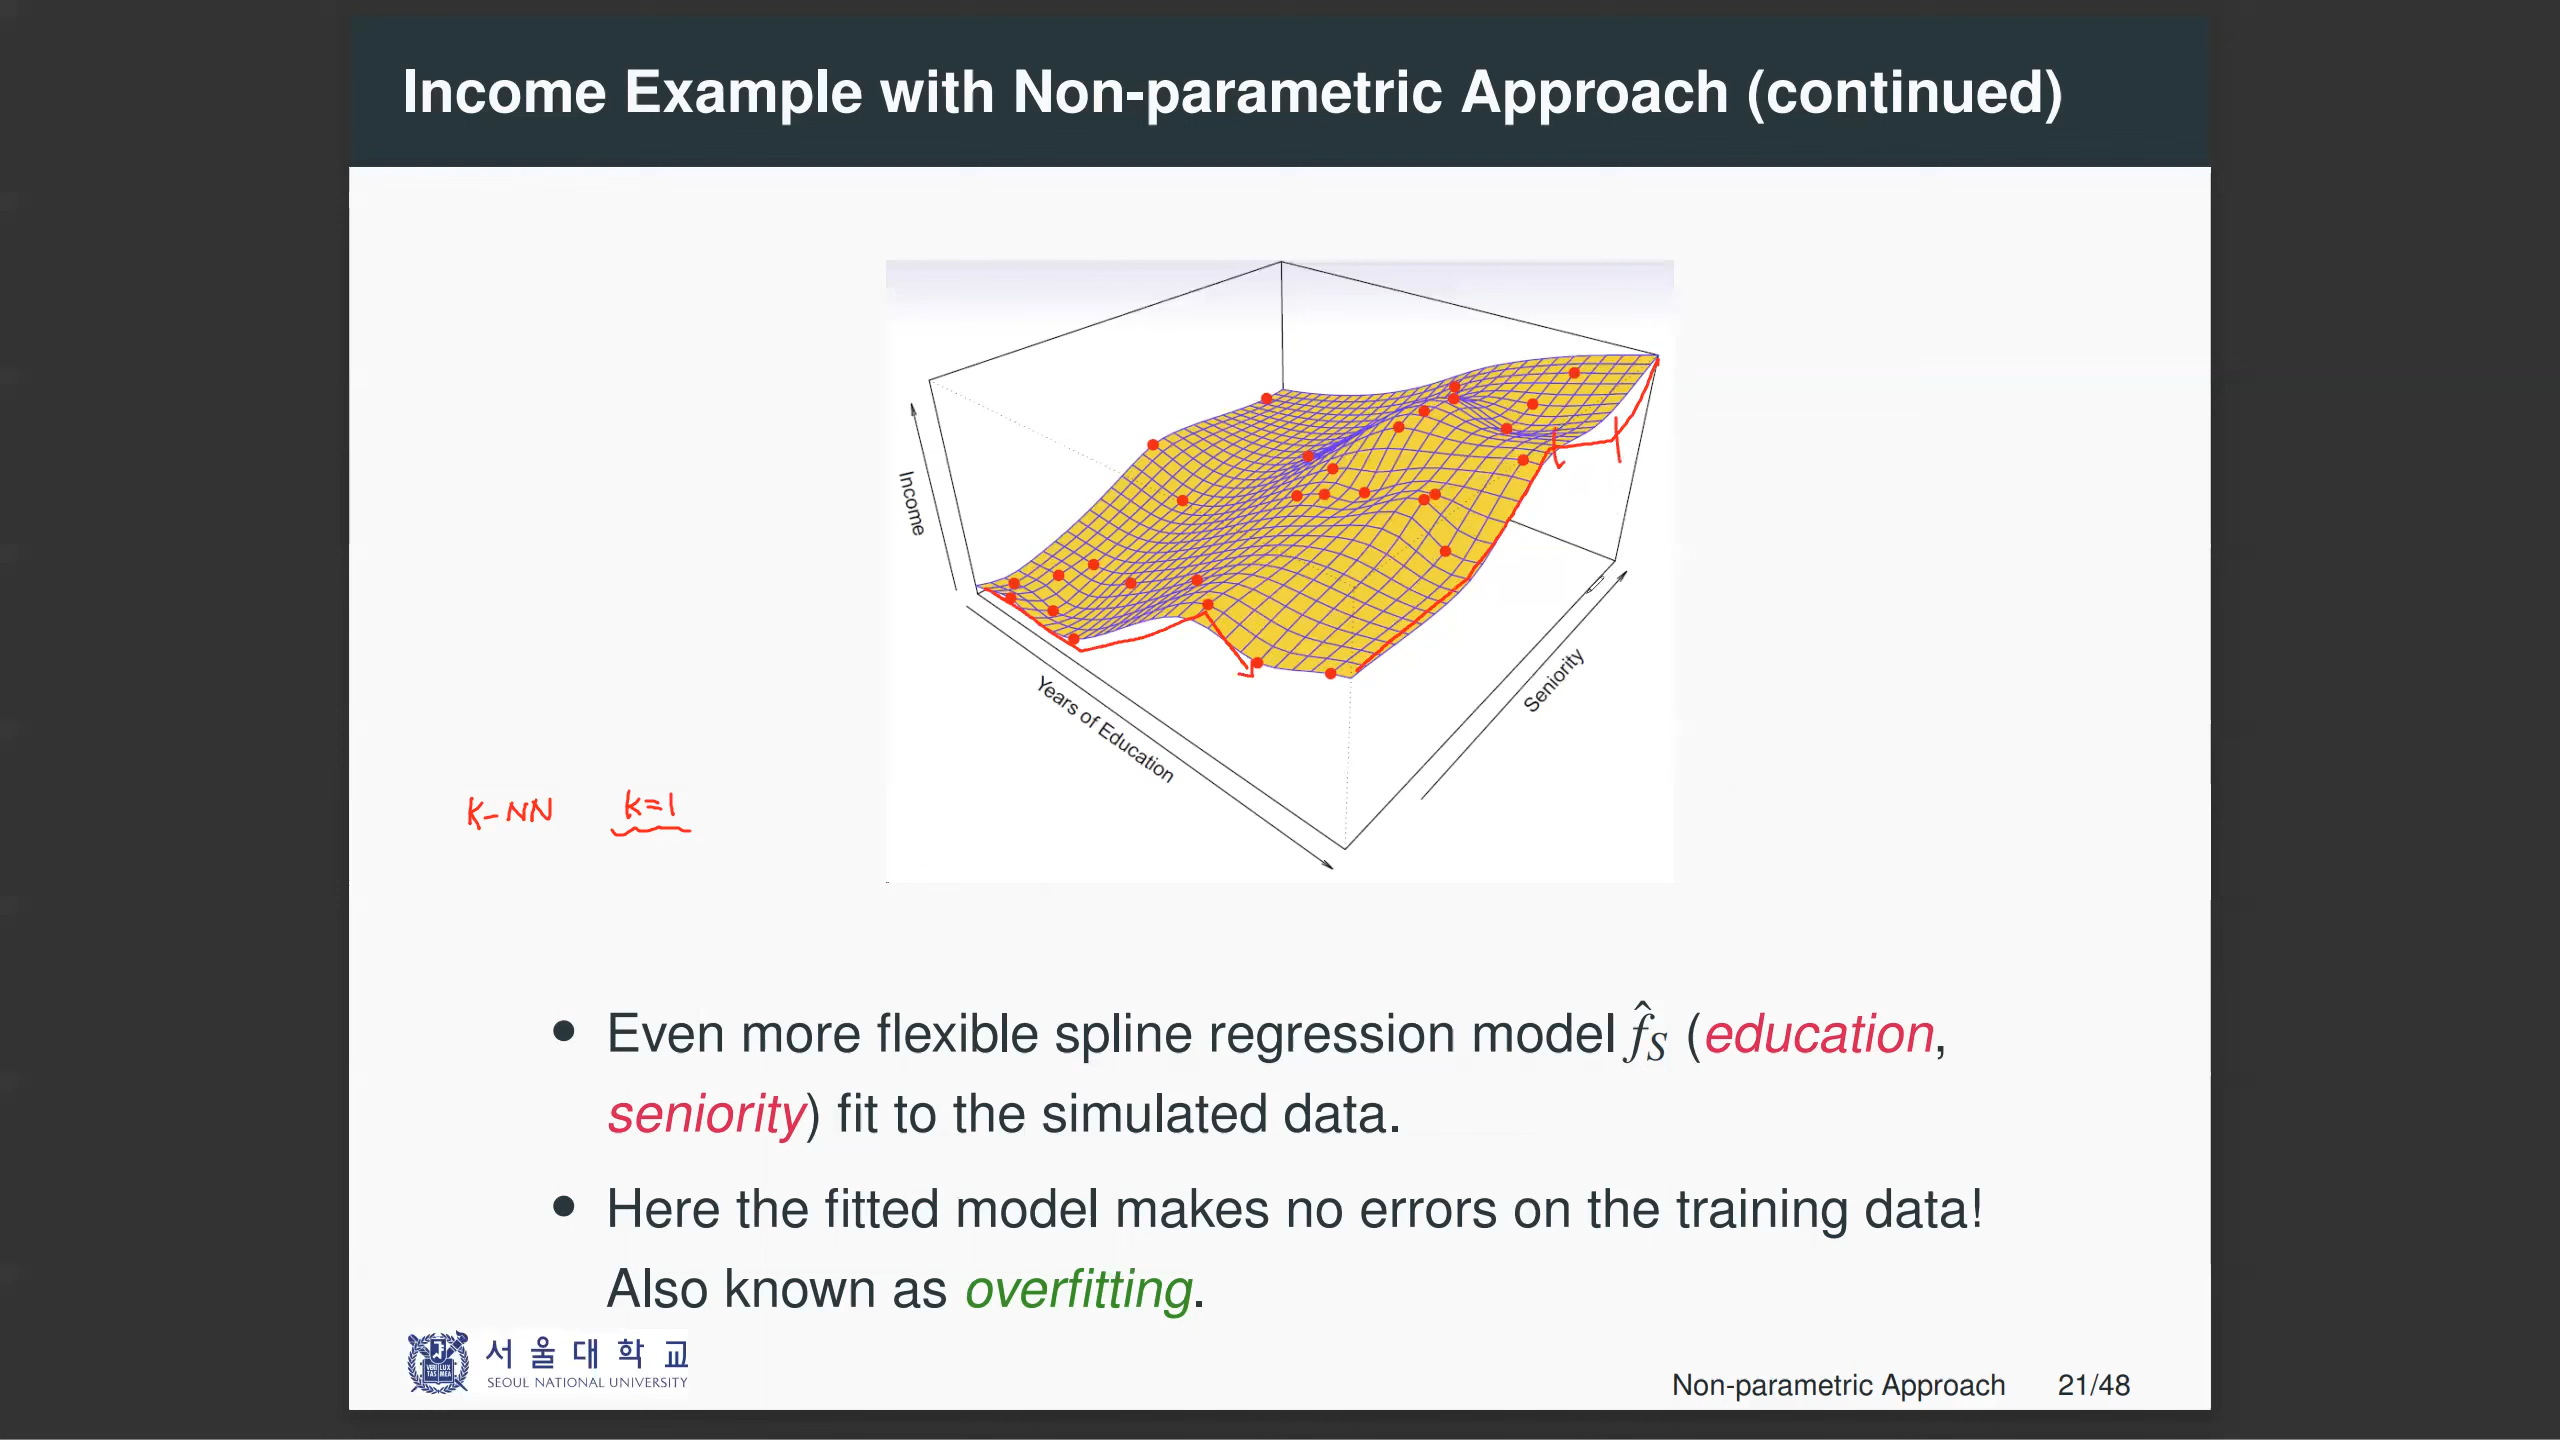 Income Example with Non-parametric Approach (continued)
Income
Years of Education
Seniority
K-NN k=1
• Even more flexible spline regression model f̂S (education,
seniority) fit to the simulated data.
• Here the fitted model makes no errors on the training data!
Also known as overfitting.
서울대학교
SEOUL NATIONAL UNIVERSITY
Non-parametric Approach 21/48